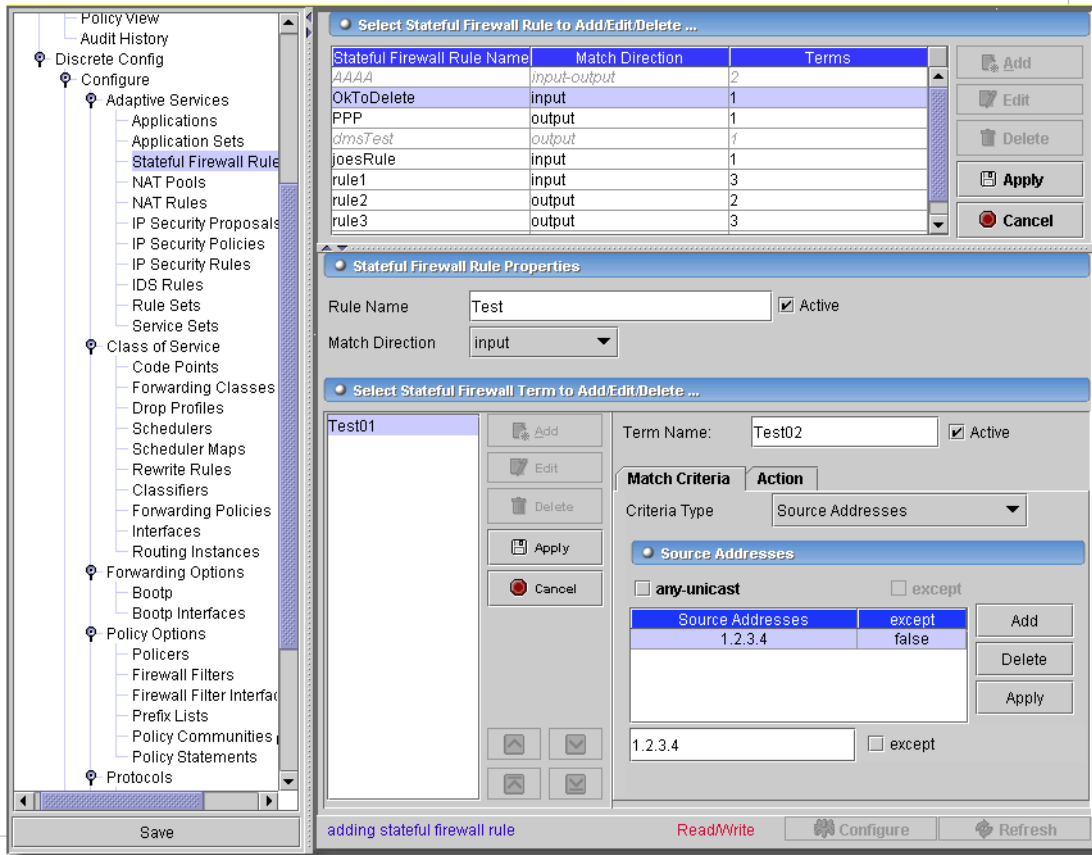 Policy View
Audit History
Discrete Config
Configure
Adaptive Services
Applications
Application Sets
Stateful Firewall Rule
NAT Pools
NAT Rules
IP Security Proposals
IP Security Policies
IP Security Rules
IDS Rules
Rule Sets
Service Sets
Class of Service
Code Points
Forwarding Classes
Drop Profiles
Schedulers
Scheduler Maps
Rewrite Rules
Classifiers
Forwarding Policies
Interfaces
Routing Instances
Forwarding Options
Bootp
Bootp Interfaces
Policy Options
Policers
Firewall Filters
Firewall Filter Interfac
Prefix Lists
Policy Communities
Policy Statements
Protocols
Save
Select Stateful Firewall Rule to Add/Edit/Delete ...
Stateful Firewall Rule Name Match Direction Terms
AAAA input-output 2
OkToDelete input 1
PPP output 1
dmsTest output 1
joesRule input 1
rule1 input 3
rule2 output 2
rule3 output 3
Add
Edit
Delete
Apply
Cancel
Stateful Firewall Rule Properties
Rule Name Test Active
Match Direction input
Select Stateful Firewall Term to Add/Edit/Delete ...
Test01
Add
Edit
Delete
Apply
Cancel
Term Name: Test02 Active
Match Criteria Action
Criteria Type Source Addresses
Source Addresses
any-unicast except
Source Addresses except
1.2.3.4 false
Add
Delete
Apply
1.2.3.4 except
adding stateful firewall rule Read/Write Configure Refresh